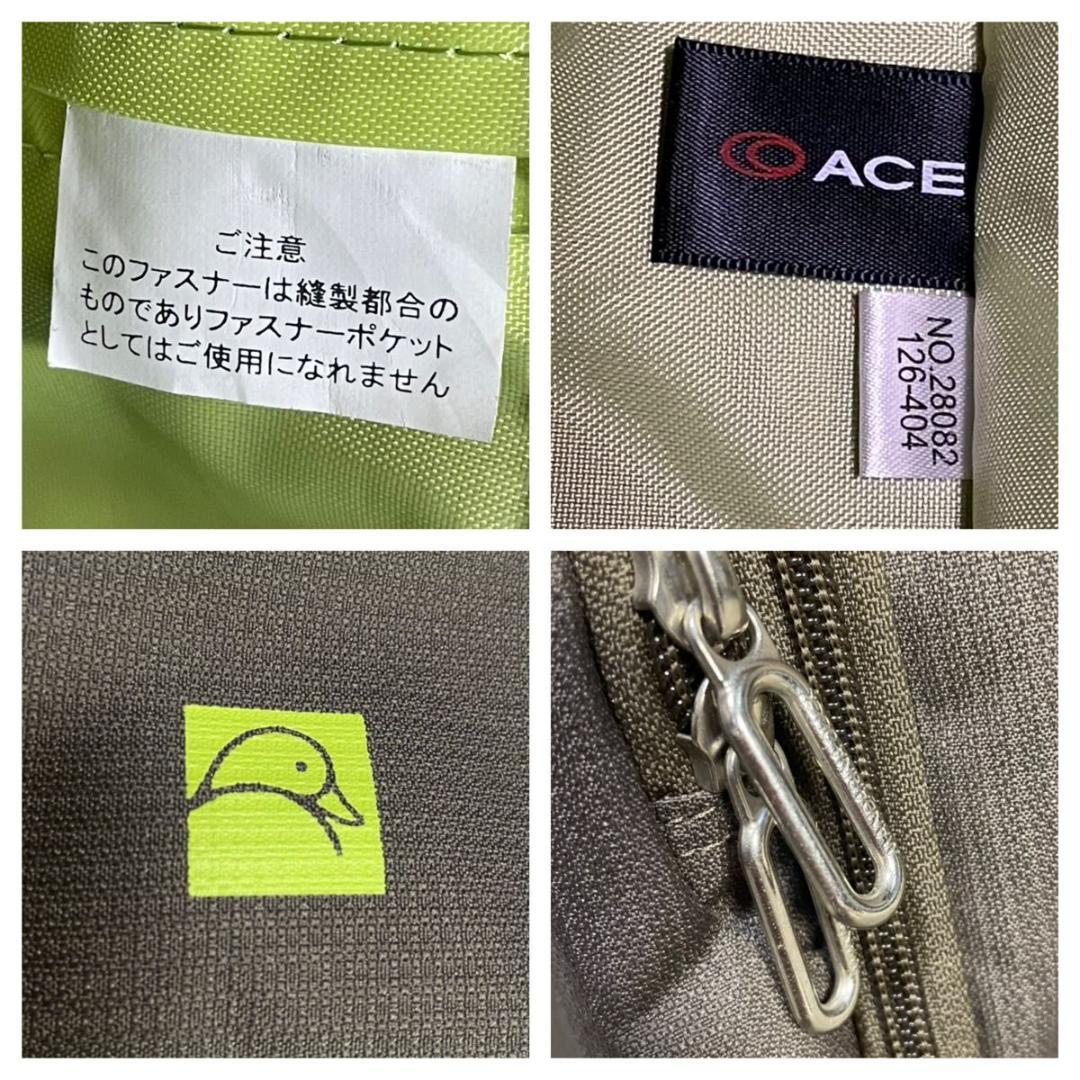 ご注意
このファスナーは縫製都合の
ものでありファスナーポケット
としてはご使用になれません
ACE
NO.28082
126-404